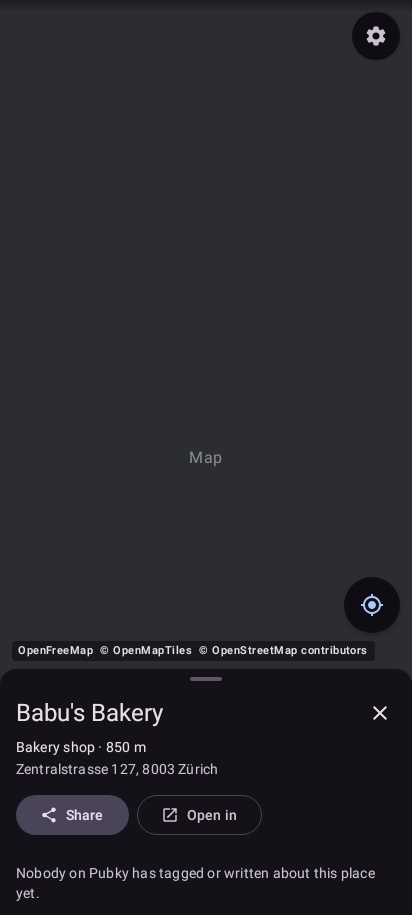 Map
OpenFreeMap © OpenMapTiles © OpenStreetMap contributors
Babu's Bakery
Bakery shop · 850 m
Zentralstrasse 127, 8003 Zürich
Share
Open in
Nobody on Pubky has tagged or written about this place
yet.